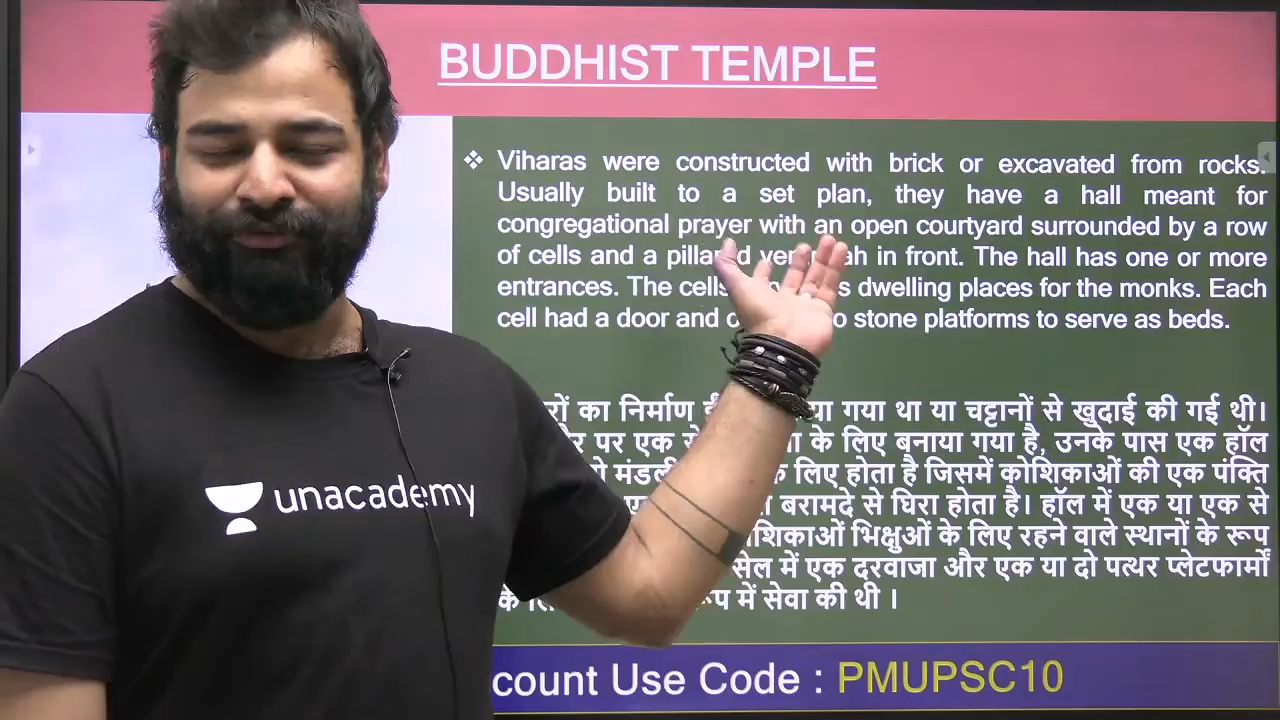 BUDDHIST TEMPLE
❖ Viharas were constructed with brick or excavated from rocks.
Usually built to a set plan, they have a hall meant for
congregational prayer with an open courtyard surrounded by a row
of cells and a in front. The hall has one or more
entrances. The cells dwelling places for the monks. Each
cell had a door and stone platforms to serve as beds.
का निर्माण गया था या चट्टानों से खुदाई की गई थी।
पर एक के लिए बनाया गया है, उनके पास एक हॉल
लिए होता है जिसमें कोशिकाओं की एक पंक्ति
बरामदे से घिरा होता है। हॉल में एक या एक से
भिक्षुओं के लिए रहने वाले स्थानों के रूप
सेल में एक दरवाजा और एक या दो पत्थर प्लेटफार्मों
के में सेवा की थी ।
unacademy
Use Code : PMUPSC10